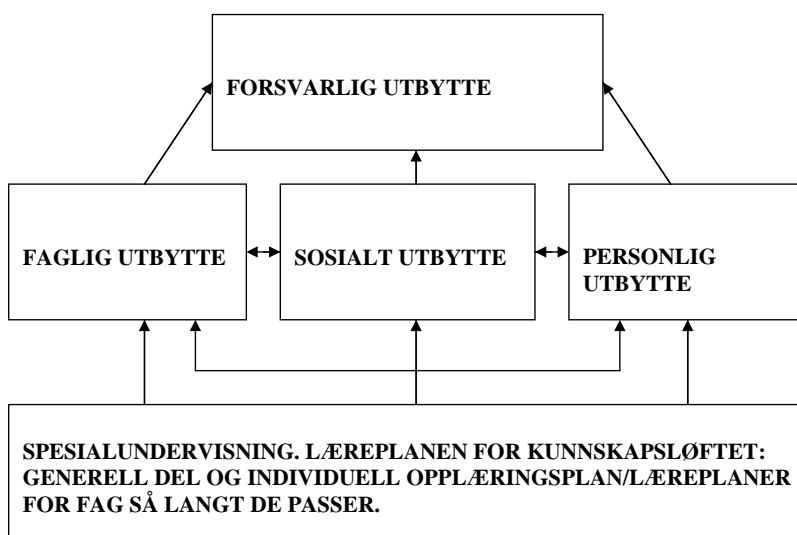 FORSVARLIG UTBYTTE
FAGLIG UTBYTTE
SOSIALT UTBYTTE
PERSONLIG
UTBYTTE
SPESIALUNDERVISNING. LÆREPLANEN FOR KUNNSKAPSLØFTET:
GENERELL DEL OG INDIVIDUELL OPPLÆRINGSPLAN/LÆREPLANER
FOR FAG SÅ LANGT DE PASSER.